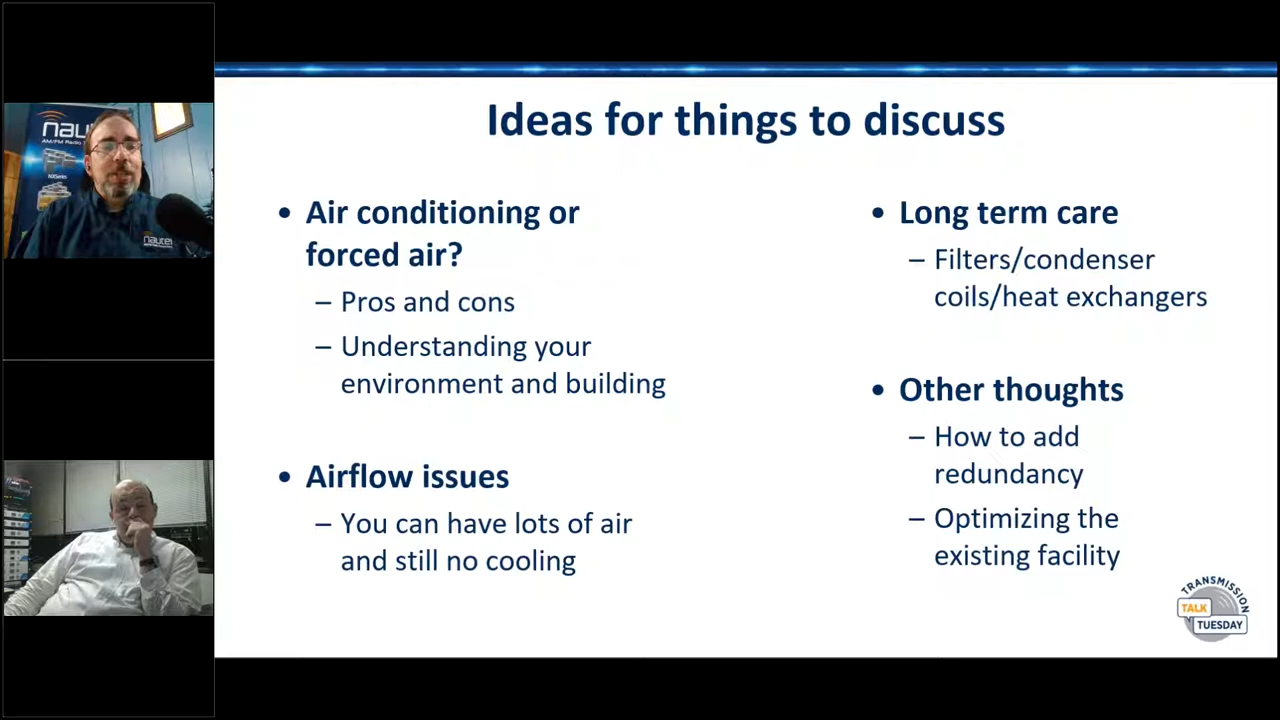 Ideas for things to discuss
• Air conditioning or
forced air?
– Pros and cons
– Understanding your
environment and building
• Airflow issues
– You can have lots of air
and still no cooling
• Long term care
– Filters/condenser
coils/heat exchangers
• Other thoughts
– How to add
redundancy
– Optimizing the
existing facility
TRANSMISSION
TALK
TUESDAY
nautel